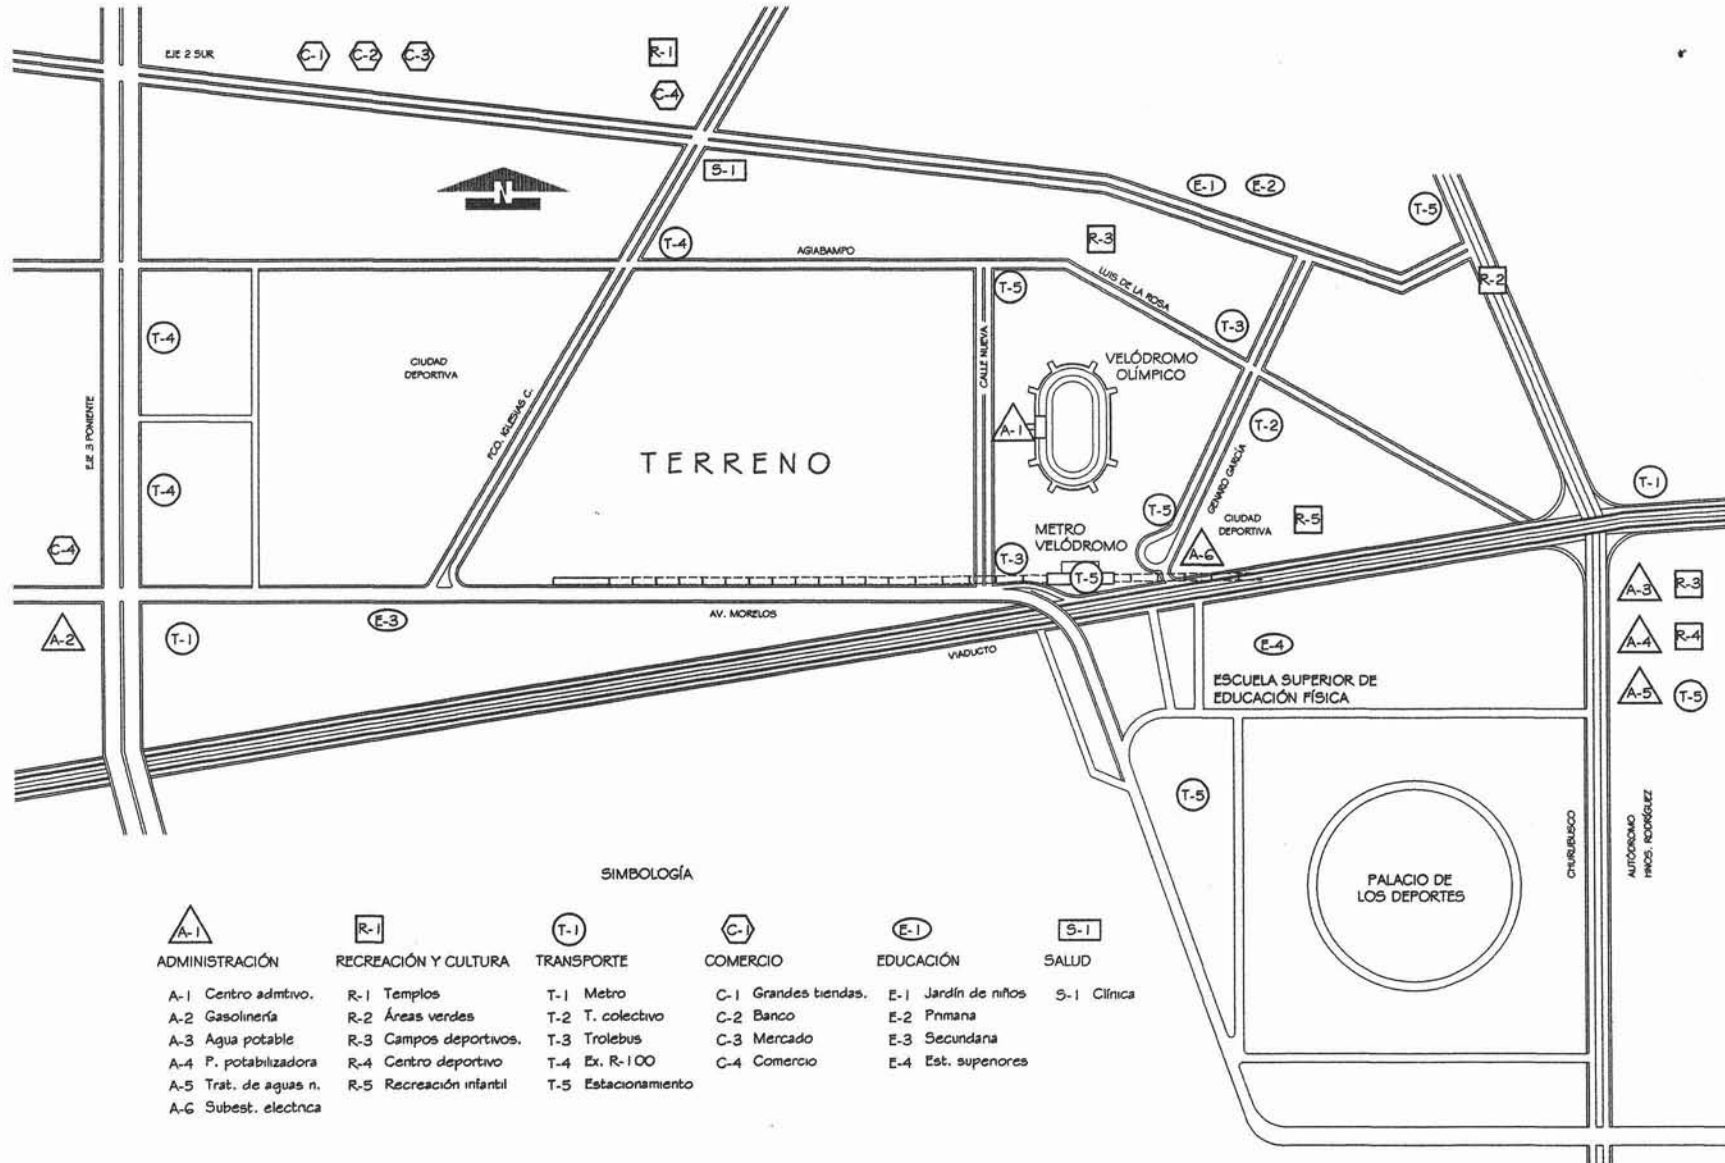 EJE 2 SUR
C-1 C-2 C-3
R-1
C-4
N
S-1
E-1 E-2
T-5
T-4
AGIABAMPO
R-3
LUIS DE LA ROSA
R-2
T-5
T-3
T-4
CIUDAD
DEPORTIVA
CALLE NUEVA
VELÓDROMO
OLÍMPICO
EJE 3 PONIENTE
FCO. IGLESIAS C.
TERRENO
A-1
T-2
GENARO GARCÍA
T-4
T-1
C-4
METRO
VELÓDROMO
T-5
CIUDAD
DEPORTIVA
R-5
A-6
T-3
T-5
A-2
T-1
E-3
AV. MORELOS
VIADUCTO
E-4
ESCUELA SUPERIOR DE
EDUCACIÓN FÍSICA
A-3 R-3
A-4 R-4
A-5 T-5
T-5
CHURUBUSCO
AUTÓDROMO
HNOS. RODRÍGUEZ
PALACIO DE
LOS DEPORTES
SIMBOLOGÍA
A-1
ADMINISTRACIÓN
A-1 Centro admtivo.
A-2 Gasolinería
A-3 Agua potable
A-4 P. potabilizadora
A-5 Trat. de aguas n.
A-6 Subest. electrica
R-1
RECREACIÓN Y CULTURA
R-1 Templos
R-2 Áreas verdes
R-3 Campos deportivos.
R-4 Centro deportivo
R-5 Recreación infantil
T-1
TRANSPORTE
T-1 Metro
T-2 T. colectivo
T-3 Trolebus
T-4 Ex. R-100
T-5 Estacionamiento
C-1
COMERCIO
C-1 Grandes tiendas.
C-2 Banco
C-3 Mercado
C-4 Comercio
E-1
EDUCACIÓN
E-1 Jardín de niños
E-2 Primaria
E-3 Secundaria
E-4 Est. superiores
S-1
SALUD
S-1 Clínica